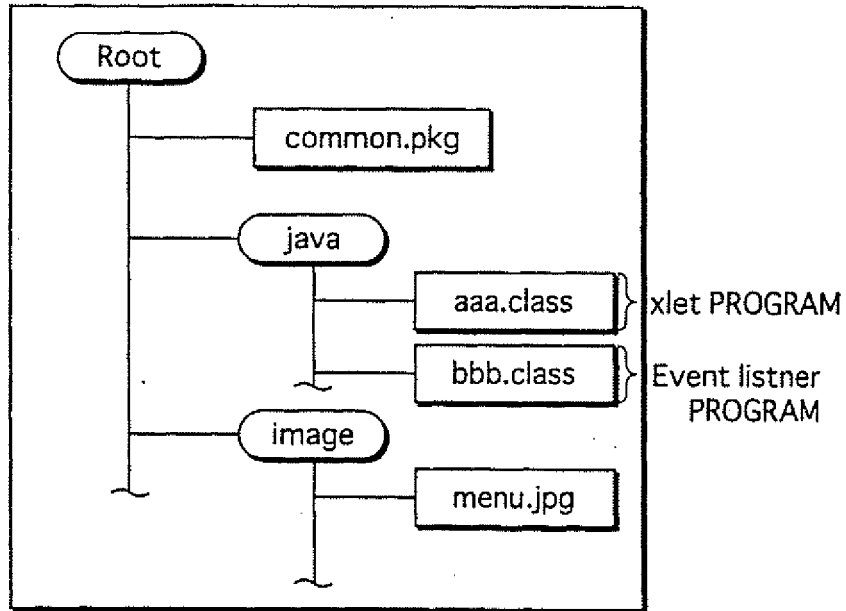 Root
common.pkg
java
aaa.class
xlet PROGRAM
bbb.class
Event listner
PROGRAM
image
menu.jpg